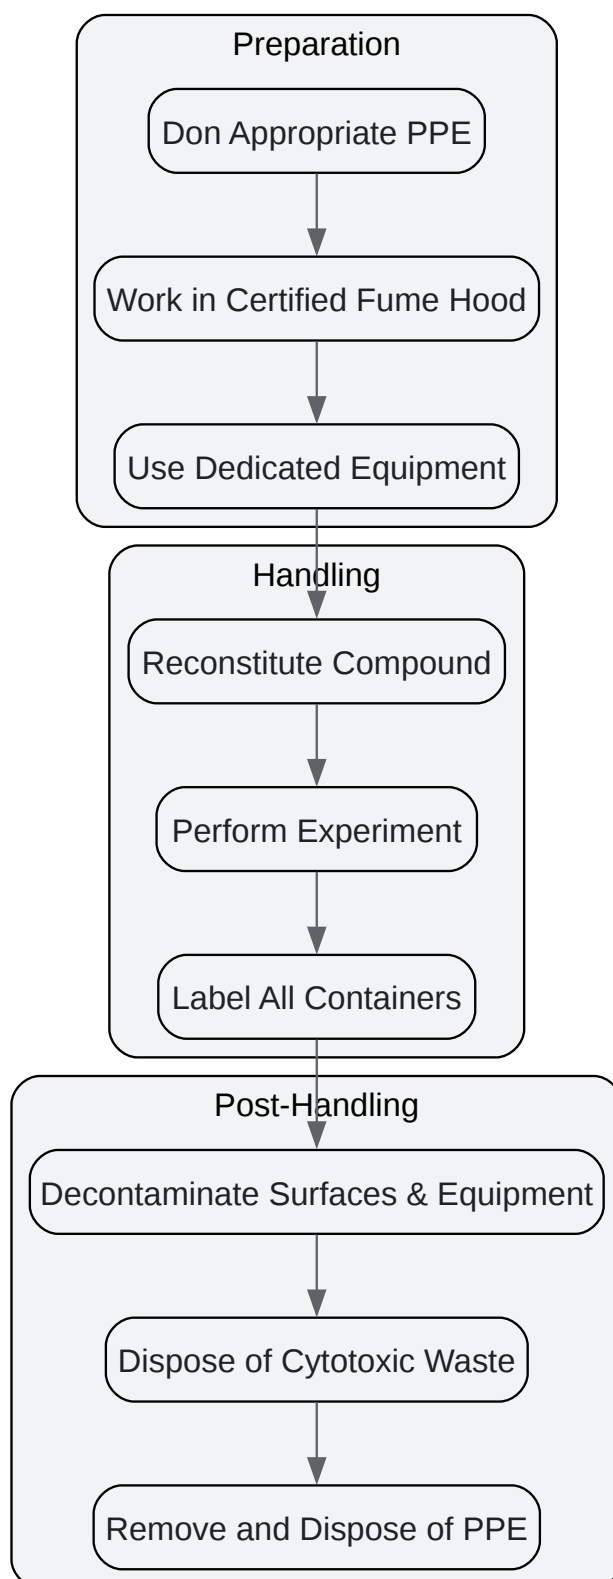 Preparation
Don Appropriate PPE
Work in Certified Fume Hood
Use Dedicated Equipment
Handling
Reconstitute Compound
Perform Experiment
Label All Containers
Post-Handling
Decontaminate Surfaces & Equipment
Dispose of Cytotoxic Waste
Remove and Dispose of PPE